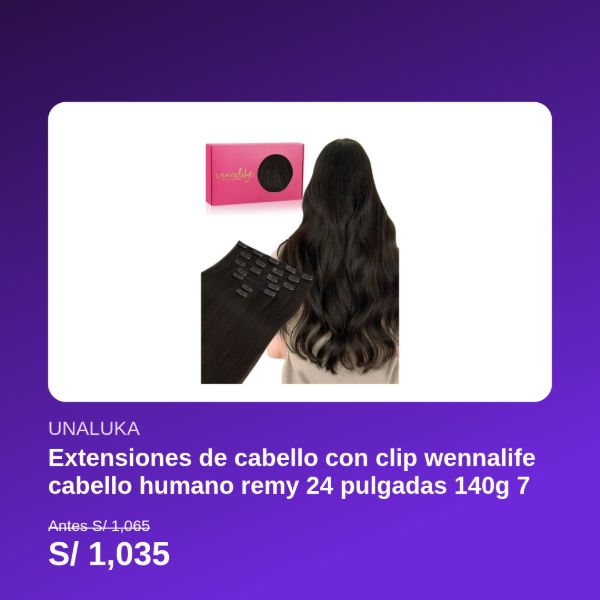 wennalife
UNALUKA
Extensiones de cabello con clip wennalife
cabello humano remy 24 pulgadas 140g 7
Antes S/ 1,065
S/ 1,035